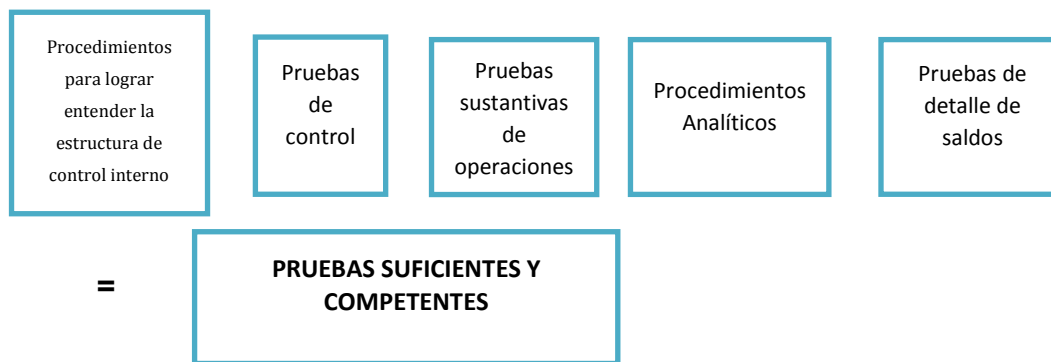 Procedimientos
para lograr
entender la
estructura de
control interno
Pruebas
de
control
Pruebas
sustantivas
de
operaciones
Procedimientos
Analíticos
Pruebas de
detalle de
saldos
=
PRUEBAS SUFICIENTES Y
COMPETENTES